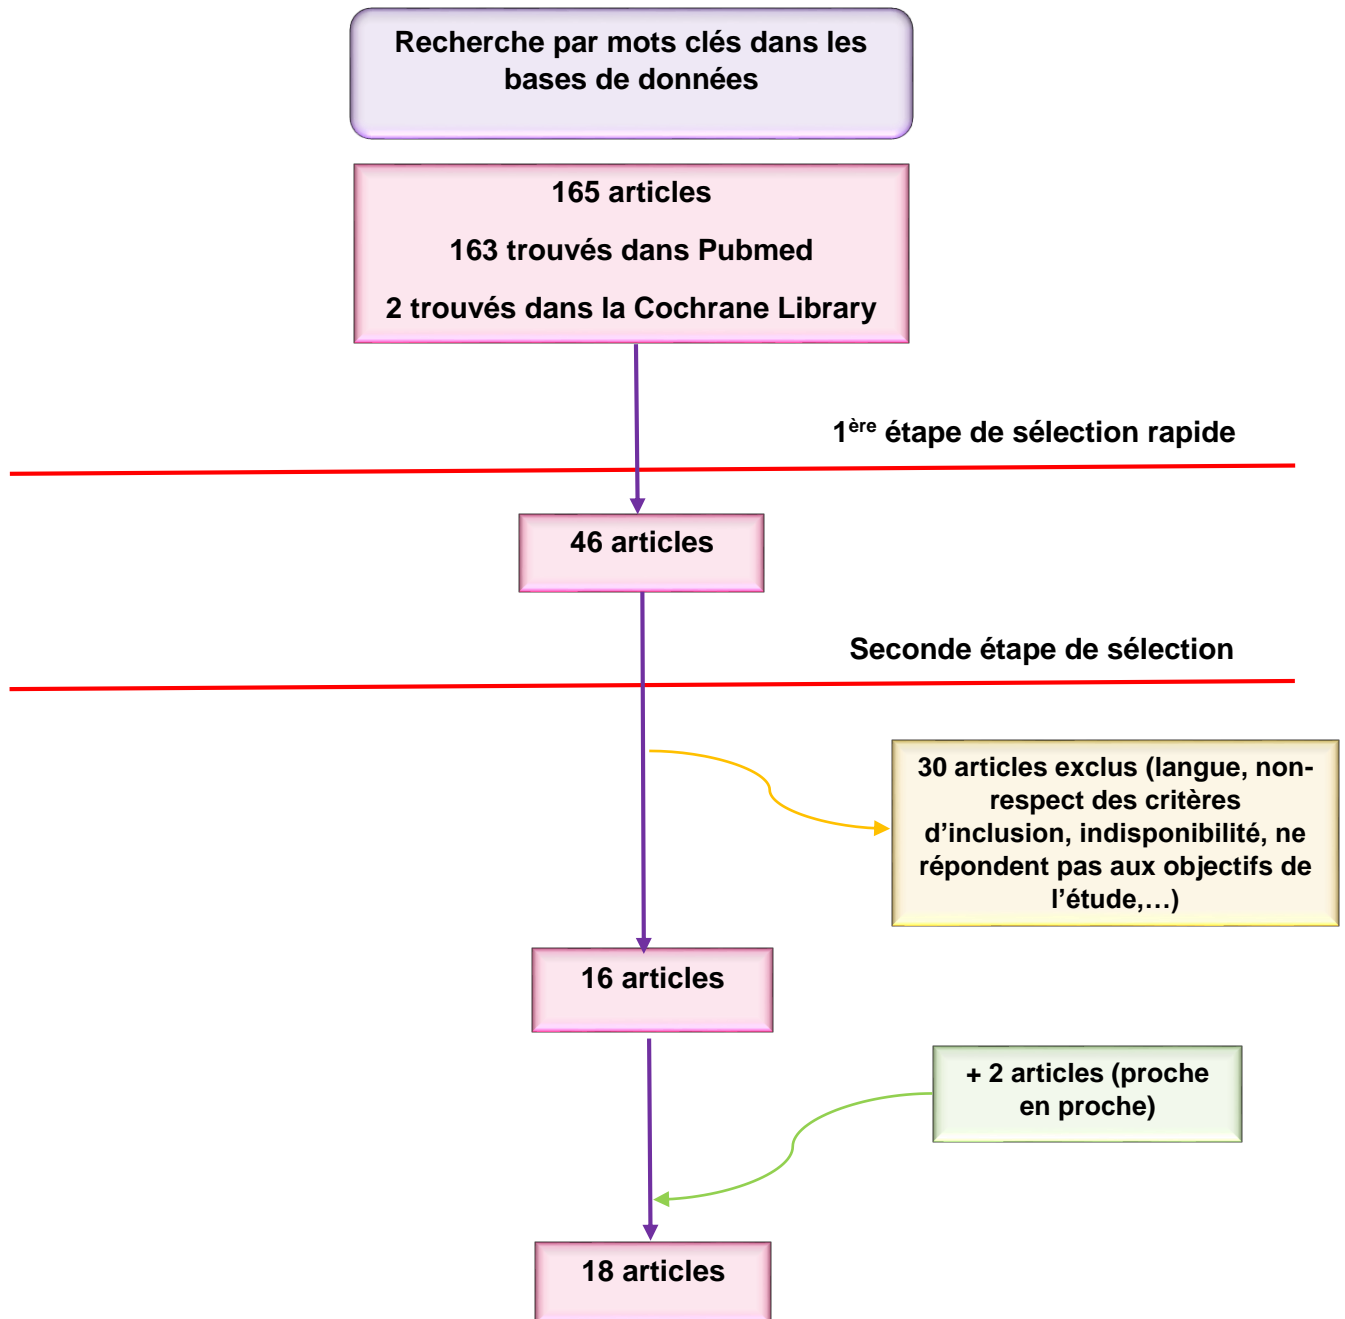 Recherche par mots clés dans les
bases de données
165 articles
163 trouvés dans Pubmed
2 trouvés dans la Cochrane Library
1ère étape de sélection rapide
46 articles
Seconde étape de sélection
30 articles exclus (langue, non-
respect des critères
d’inclusion, indisponibilité, ne
répondent pas aux objectifs de
l’étude,…)
16 articles
+ 2 articles (proche
en proche)
18 articles